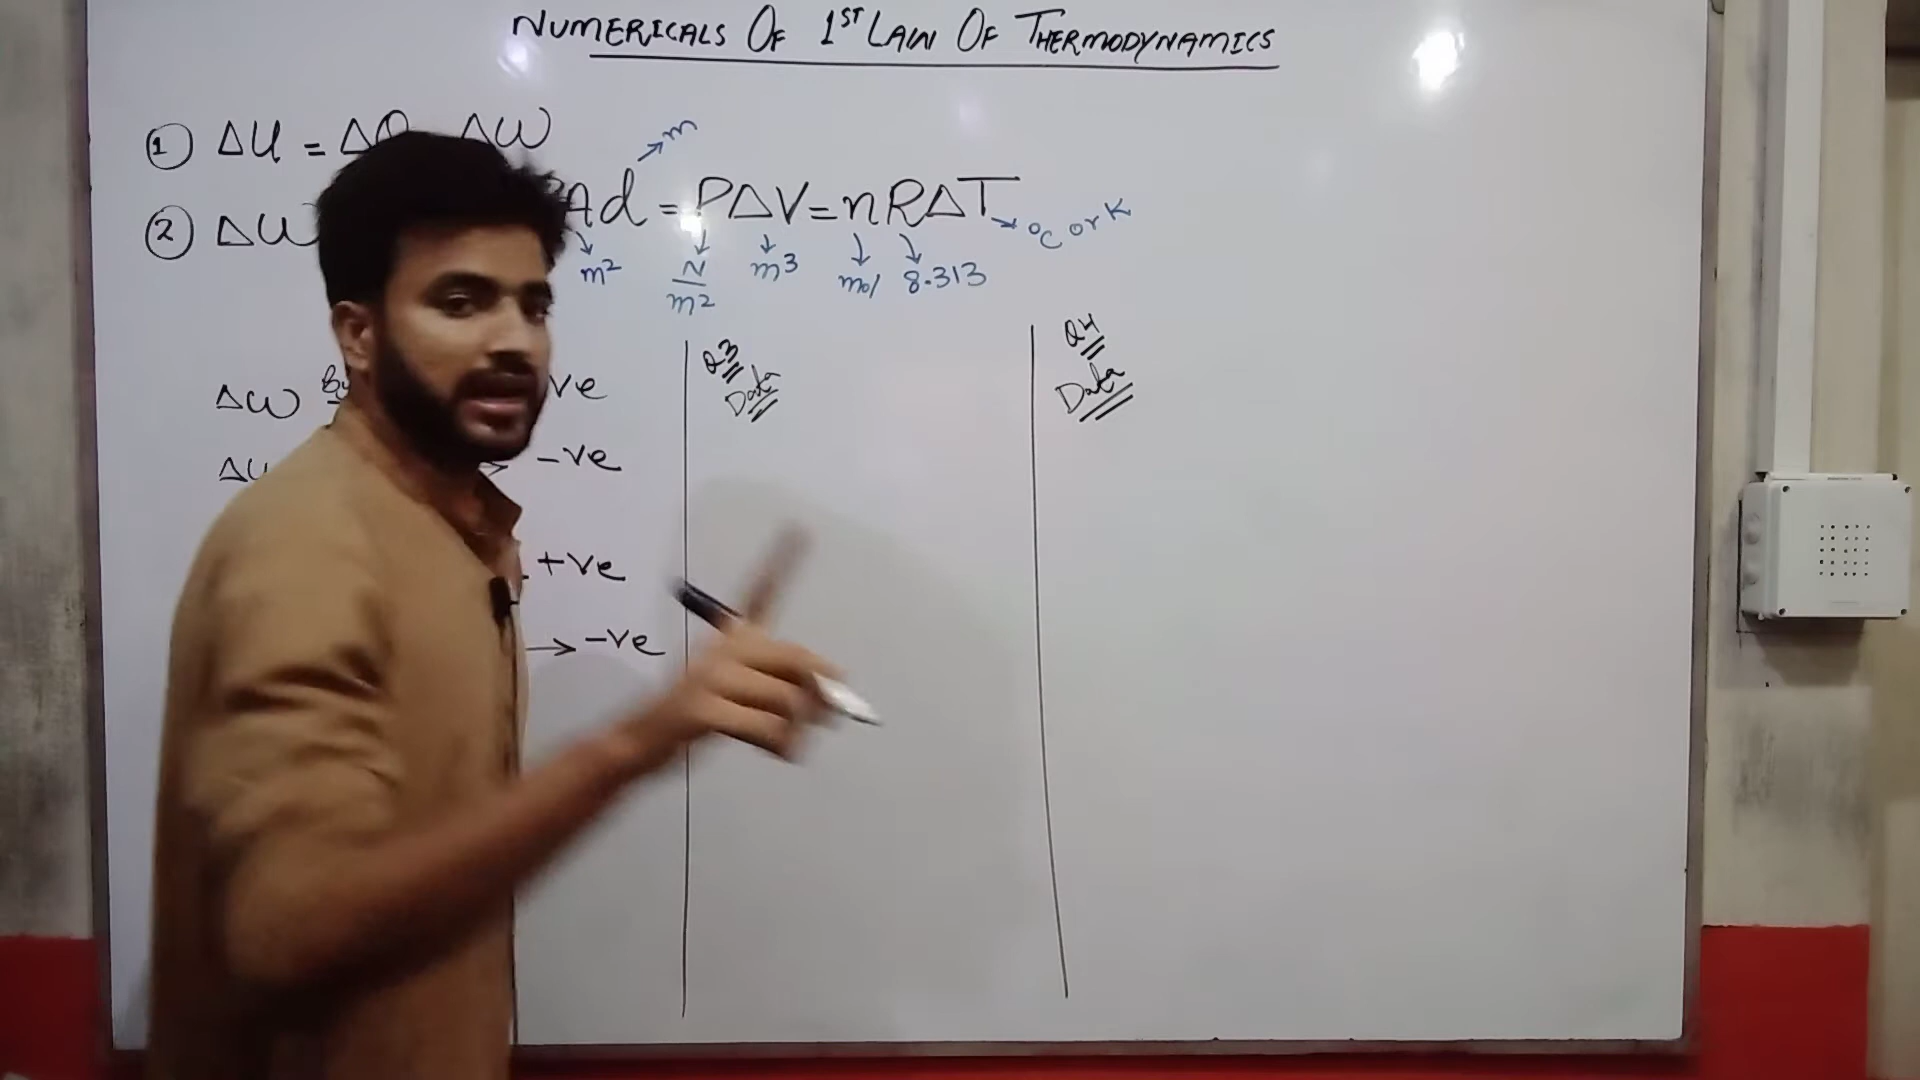 NUMERICALS OF 1ST LAW OF THERMODYNAMICS
① ΔU = ΔQ ΔW
→ m
② ΔW Ad = PΔV = nRΔT → °C or K
↓ m² ↓ N/m² ↓ m³ ↓ mol ↓ 8.313
ΔW By ve
→ -ve
+ve
→ -ve
Q3
Data
Q4
Data